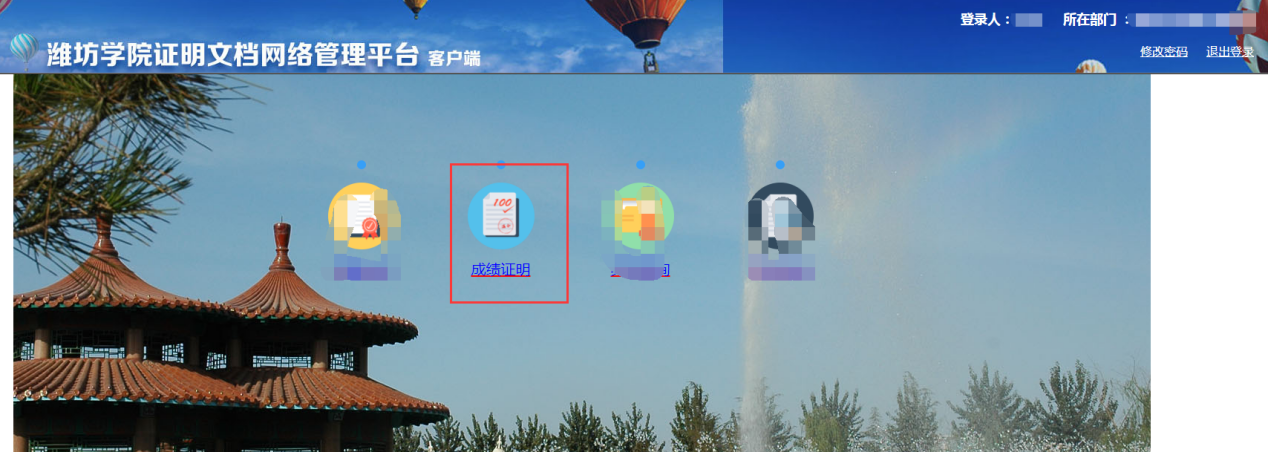 登录人： 所在部门 ：
潍坊学院证明文档网络管理平台 客户端
修改密码 退出登录
100
成绩证明